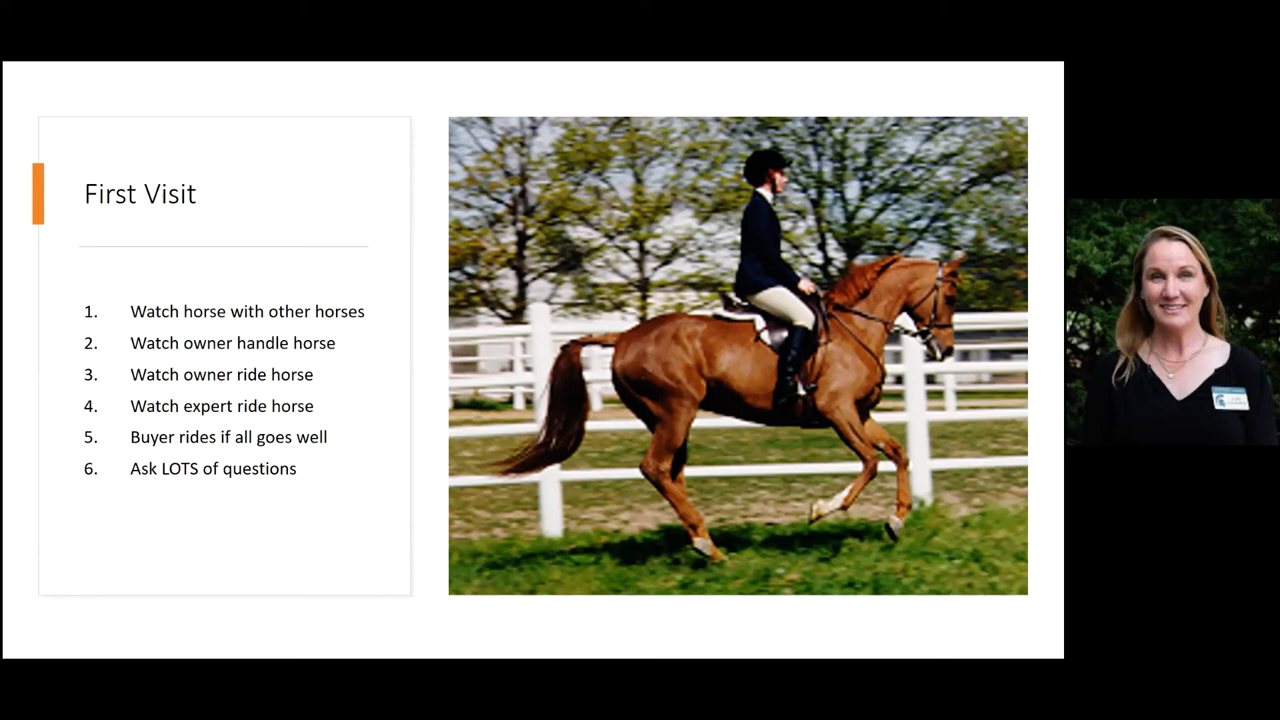 First Visit
1. Watch horse with other horses
2. Watch owner handle horse
3. Watch owner ride horse
4. Watch expert ride horse
5. Buyer rides if all goes well
6. Ask LOTS of questions